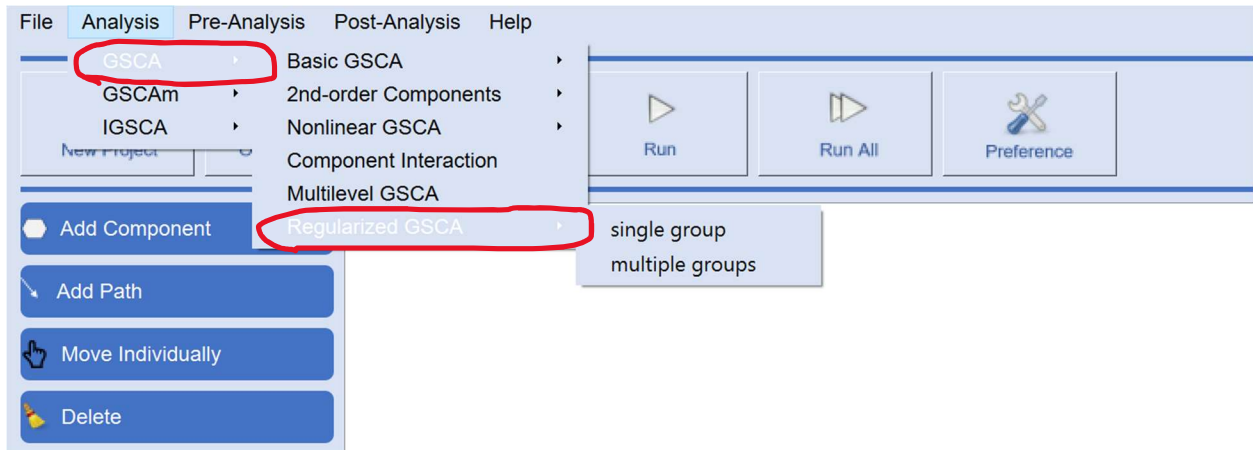 File Analysis Pre-Analysis Post-Analysis Help
GSCA
GSCAm
IGSCA
Basic GSCA
2nd-order Components
Nonlinear GSCA
Component Interaction
Multilevel GSCA
Regularized GSCA
single group
multiple groups
New Project
Run
Run All
Preference
Add Component
Add Path
Move Individually
Delete